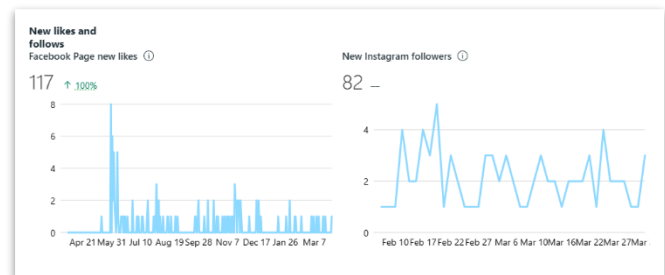 New likes and
follows
Facebook Page new likes
New Instagram followers
117 ↑ 100%
82 –
8
6
4
2
0
4
2
0
Apr 21 May 31 Jul 10 Aug 19 Sep 28 Nov 7 Dec 17 Jan 26 Mar 7
Feb 10 Feb 17 Feb 22 Feb 27 Mar 6 Mar 10 Mar 16 Mar 22 Mar 27 Mar